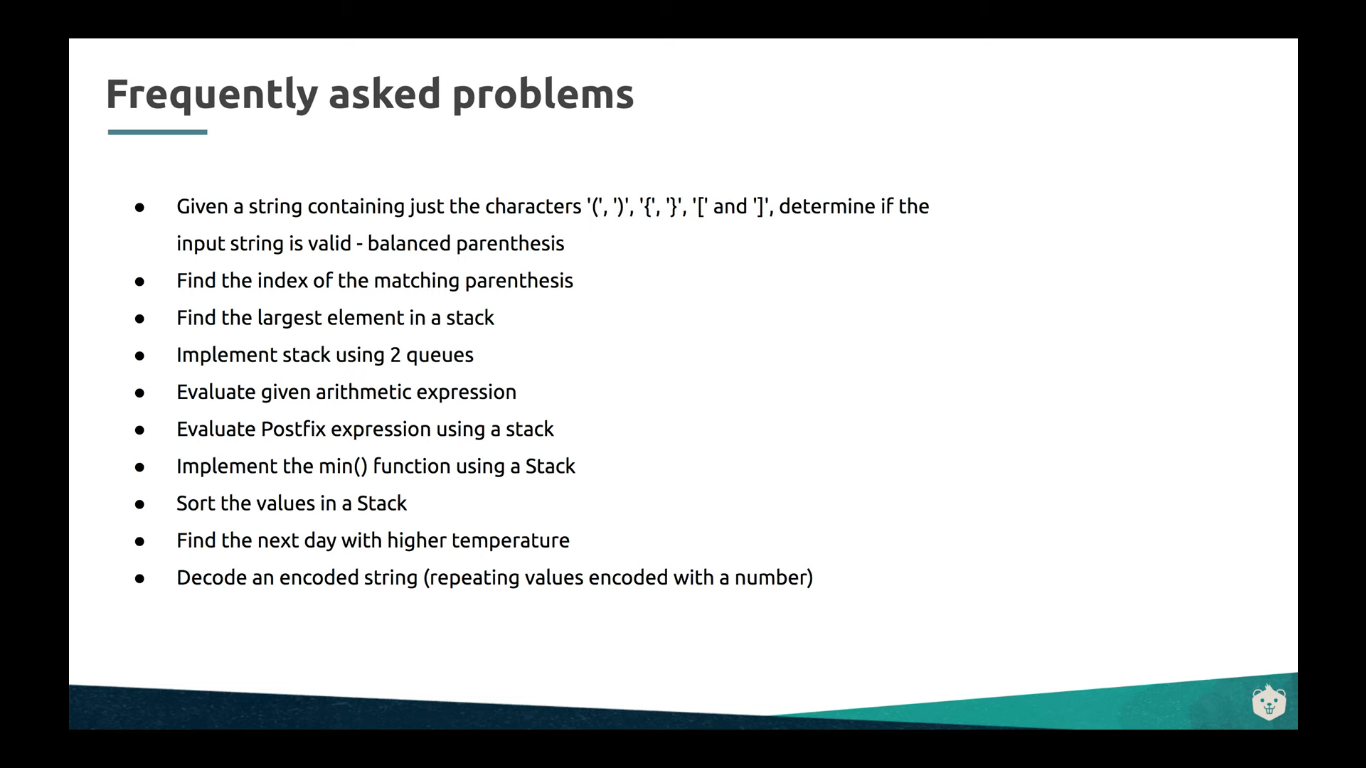 Frequently asked problems
● Given a string containing just the characters '(', ')', '{', '}', '[' and ']', determine if the
input string is valid - balanced parenthesis
● Find the index of the matching parenthesis
● Find the largest element in a stack
● Implement stack using 2 queues
● Evaluate given arithmetic expression
● Evaluate Postfix expression using a stack
● Implement the min() function using a Stack
● Sort the values in a Stack
● Find the next day with higher temperature
● Decode an encoded string (repeating values encoded with a number)